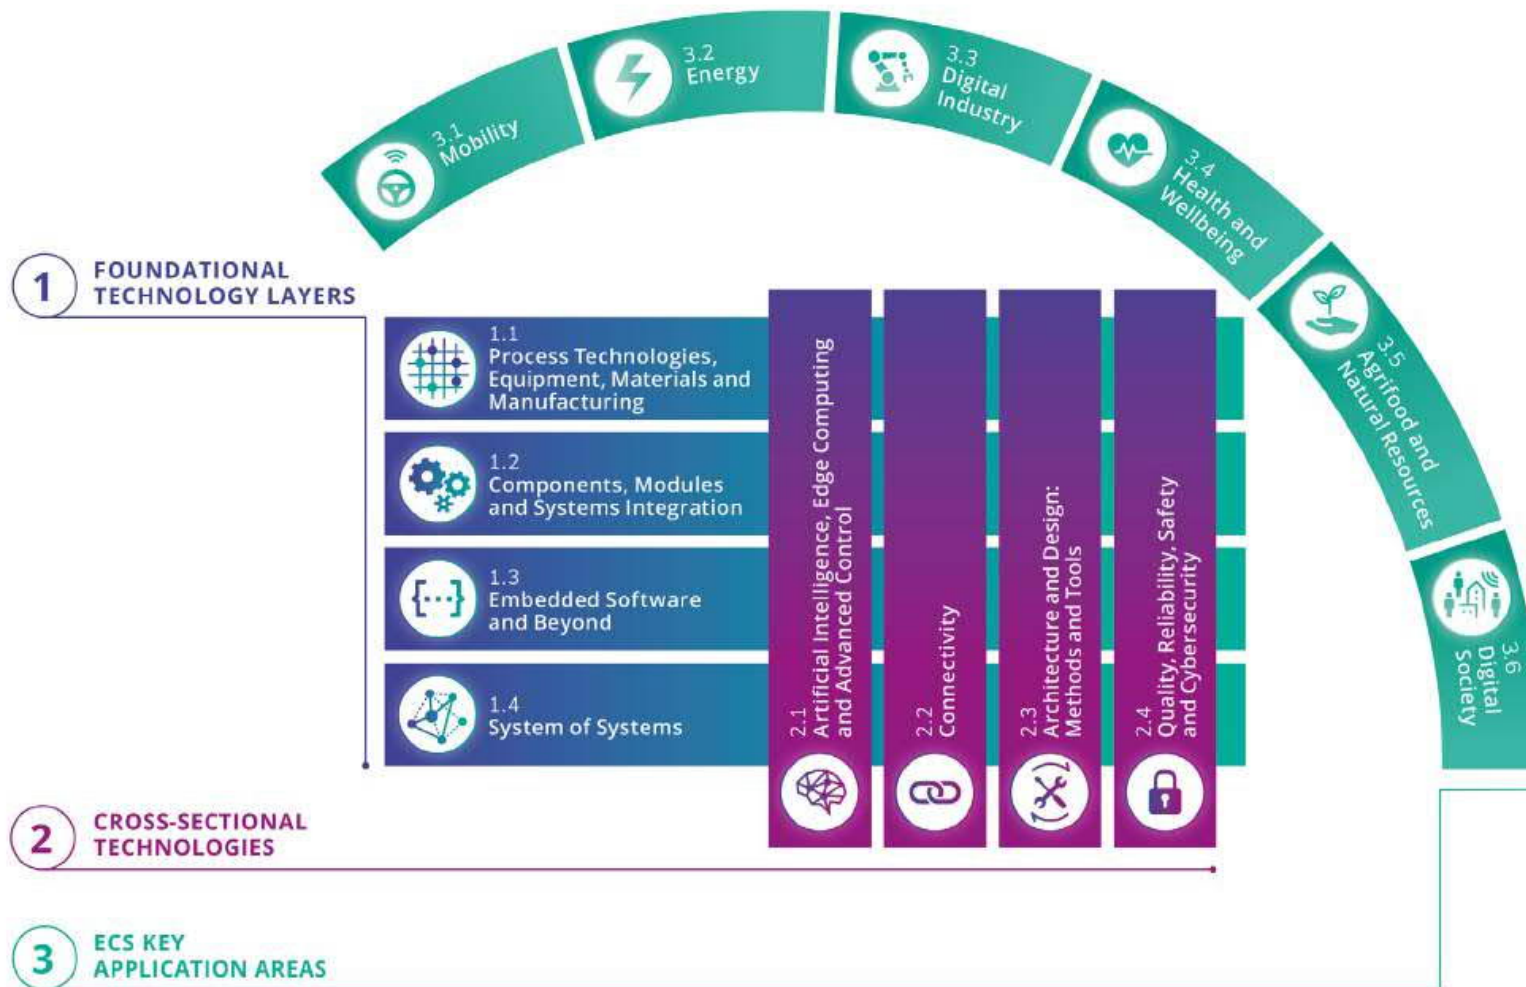 3.1
Mobility
3.2
Energy
3.3
Digital
Industry
3.4
Health and
Wellbeing
3.5
Agrifood and
Natural Resources
3.6
Digital
Society
1
FOUNDATIONAL
TECHNOLOGY LAYERS
1.1
Process Technologies,
Equipment, Materials and
Manufacturing
1.2
Components, Modules
and Systems Integration
{...}
1.3
Embedded Software
and Beyond
1.4
System of Systems
2.1
Artificial Intelligence, Edge Computing
and Advanced Control
2.2
Connectivity
2.3
Architecture and Design:
Methods and Tools
2.4
Quality, Reliability, Safety
and Cybersecurity
2
CROSS-SECTIONAL
TECHNOLOGIES
3
ECS KEY
APPLICATION AREAS